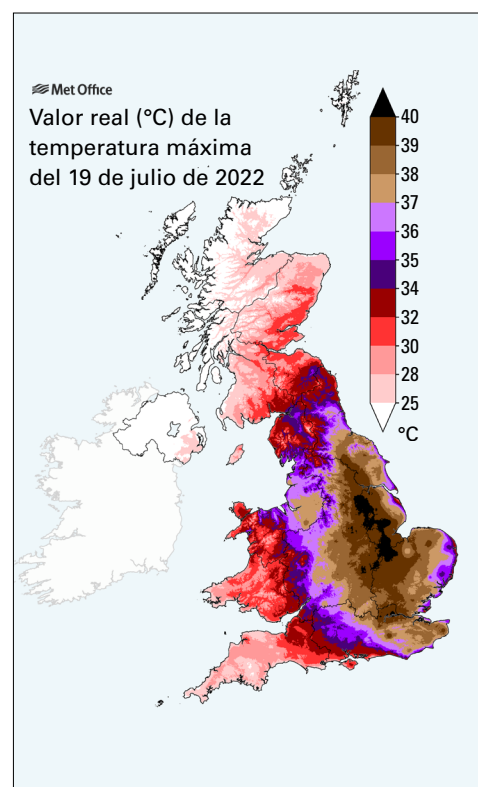 Met Office
Valor real (°C) de la
temperatura máxima
del 19 de julio de 2022
40
39
38
37
36
35
34
32
30
28
25
°C